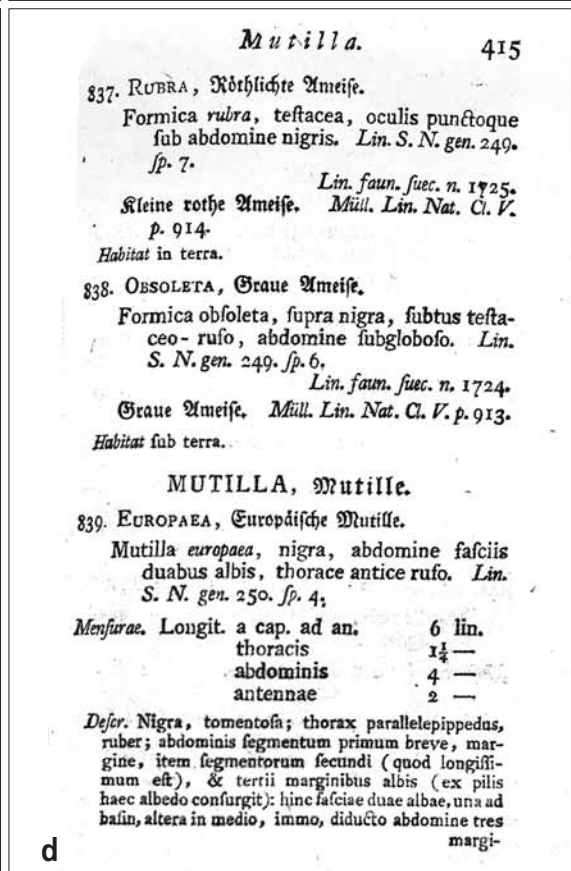 Mutilla. 415
837. RUBRA, Röthlichte Ameiſe.
Formica rubra, teſtacea, oculis punctoque
ſub abdomine nigris. Lin. S. N. gen. 249.
ſp. 7.
Lin. faun. ſuec. n. 1725.
Kleine rothe Ameiſe. Müll. Lin. Nat. Cl. V.
p. 914.
Habitat in terra.
838. OBSOLETA, Graue Ameiſe.
Formica obſoleta, ſupra nigra, ſubtus teſta-
ceo-rufo, abdomine ſubgloboſo. Lin.
S. N. gen. 249. ſp. 6.
Lin. faun. ſuec. n. 1724.
Graue Ameiſe. Müll. Lin. Nat. Cl. V. p. 913.
Habitat ſub terra.
MUTILLA, Mutille.
839. EUROPAEA, Europäiſche Mutille.
Mutilla europaea, nigra, abdomine faſciis
duabus albis, thorace antice rufo. Lin.
S. N. gen. 250. ſp. 4.
Menſurae. Longit. a cap. ad an. 6 lin.
thoracis 1¼ —
abdominis 4 —
antennae 2 —
Deſcr. Nigra, tomentoſa; thorax parallelepippedus,
ruber; abdominis ſegmentum primum breve, mar-
gine, item ſegmentorum ſecundi (quod longiſſi-
mum eſt), & tertii marginibus albis (ex pilis
haec albedo conſurgit): hinc faſciae duae albae, una ad
baſin, altera in medio, immo, diducto abdomine tres
margi-
d